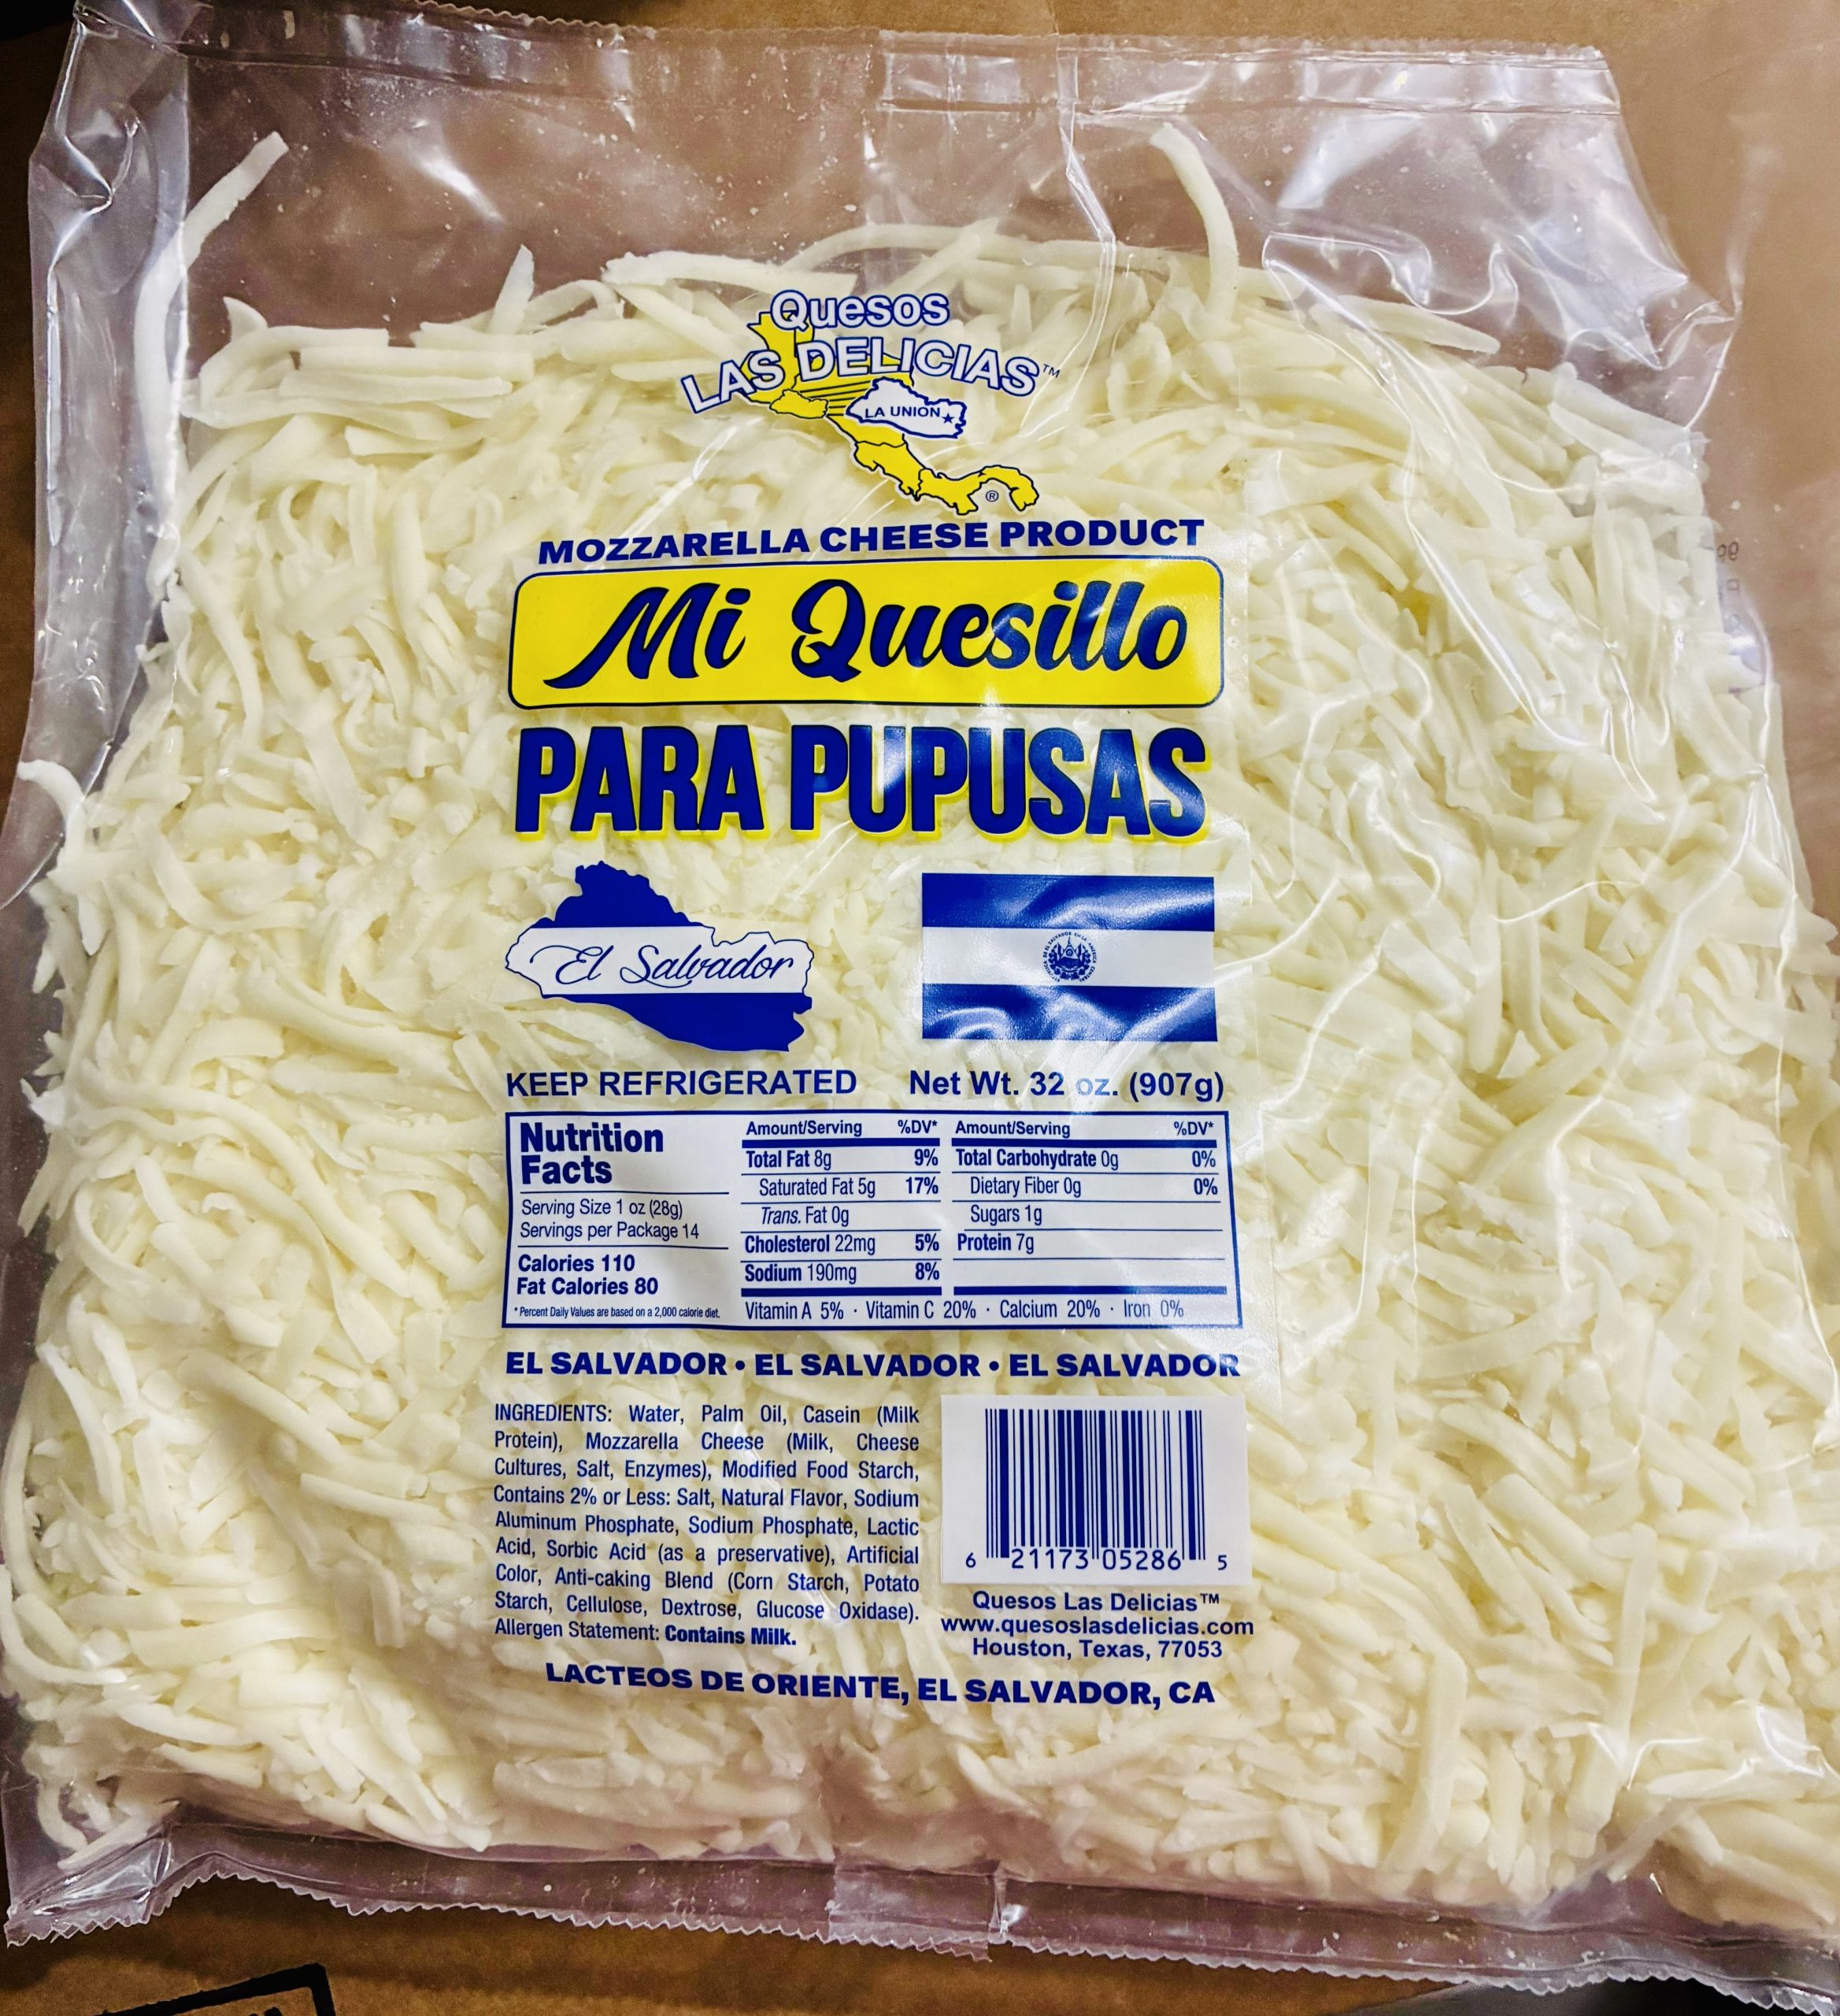 Quesos
LAS DELICIAS™
LA UNION
®
MOZZARELLA CHEESE PRODUCT
Mi Quesillo
PARA PUPUSAS
El Salvador
KEEP REFRIGERATED Net Wt. 32 oz. (907g)
Nutrition
Facts
Serving Size 1 oz (28g)
Servings per Package 14
Calories 110
Fat Calories 80
* Percent Daily Values are based on a 2,000 calorie diet.
Amount/Serving %DV*
Total Fat 8g 9%
Saturated Fat 5g 17%
Trans. Fat 0g
Cholesterol 22mg 5%
Sodium 190mg 8%
Amount/Serving %DV*
Total Carbohydrate 0g 0%
Dietary Fiber 0g 0%
Sugars 1g
Protein 7g
Vitamin A 5% · Vitamin C 20% · Calcium 20% · Iron 0%
EL SALVADOR • EL SALVADOR • EL SALVADOR
INGREDIENTS: Water, Palm Oil, Casein (Milk
Protein), Mozzarella Cheese (Milk, Cheese
Cultures, Salt, Enzymes), Modified Food Starch,
Contains 2% or Less: Salt, Natural Flavor, Sodium
Aluminum Phosphate, Sodium Phosphate, Lactic
Acid, Sorbic Acid (as a preservative), Artificial
Color, Anti-caking Blend (Corn Starch, Potato
Starch, Cellulose, Dextrose, Glucose Oxidase).
Allergen Statement: Contains Milk.
6 21173 05286 5
Quesos Las Delicias™
www.quesoslasdelicias.com
Houston, Texas, 77053
LACTEOS DE ORIENTE, EL SALVADOR, CA